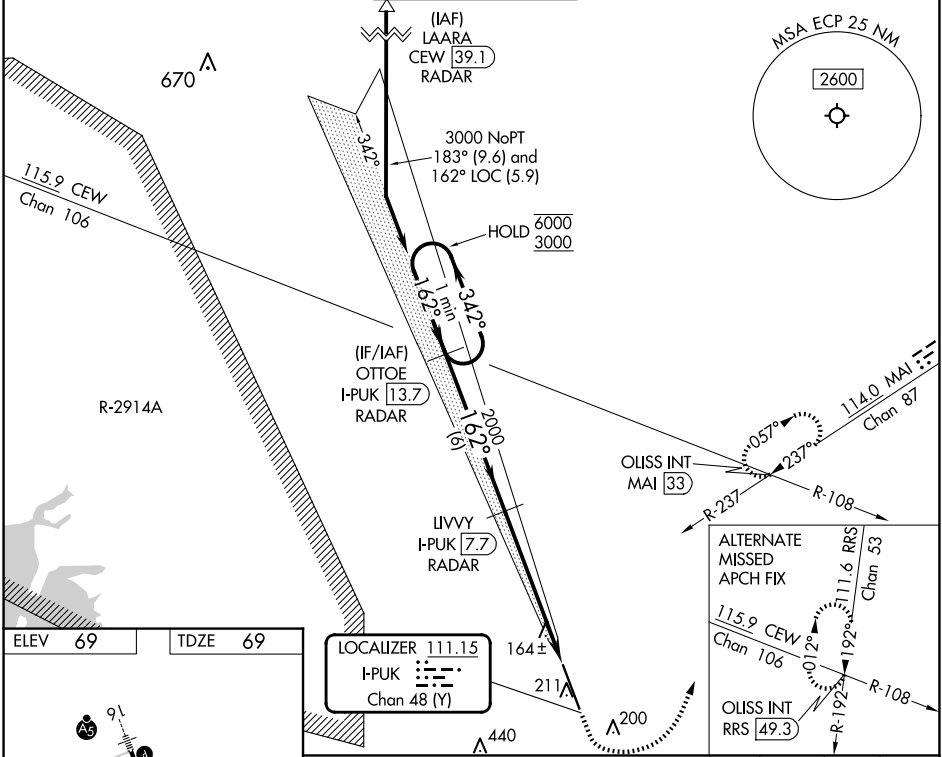 (IAF)
LAARA
CEW 39.1
RADAR
670
MSA ECP 25 NM
2600
342°
3000 NoPT
183° (9.6) and
162° LOC (5.9)
115.9 CEW
Chan 106
HOLD 6000
3000
162°
1 min
342°
(IF/IAF)
OTTOE
I-PUK 13.7
RADAR
R-2914A
2000
162°
(6)
114.0 MAI
Chan 87
057°
237°
OLISS INT
MAI 33
R-237
R-108
LIVVY
I-PUK 7.7
RADAR
ALTERNATE
MISSED
APCH FIX
111.6 RRS
Chan 53
115.9 CEW
Chan 106
012°
192°
R-108
OLISS INT
RRS 49.3
R-192
ELEV 69
TDZE 69
LOCALIZER 111.15
I-PUK
Chan 48 (Y)
164±
211
200
440
A5
16